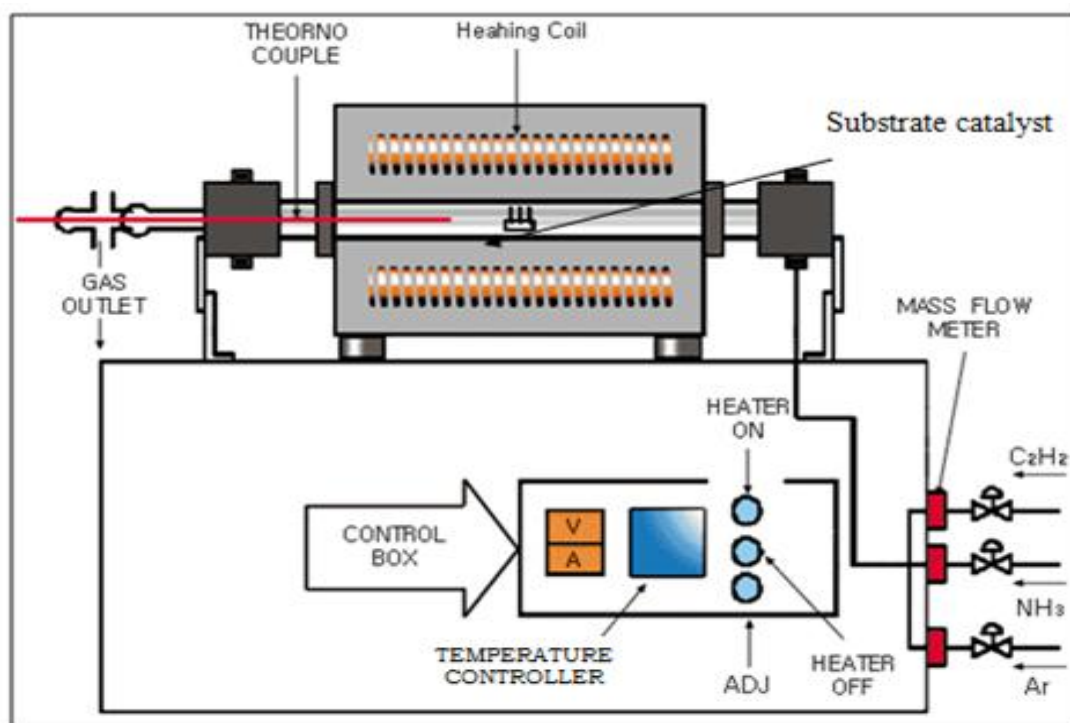 THEORNO
COUPLE
Heahing Coil
Substrate catalyst
GAS
OUTLET
MASS FLOW
METER
HEATER
ON
C₂H₂
CONTROL
BOX
V
A
NH₃
TEMPERATURE
CONTROLLER
ADJ
HEATER
OFF
Ar